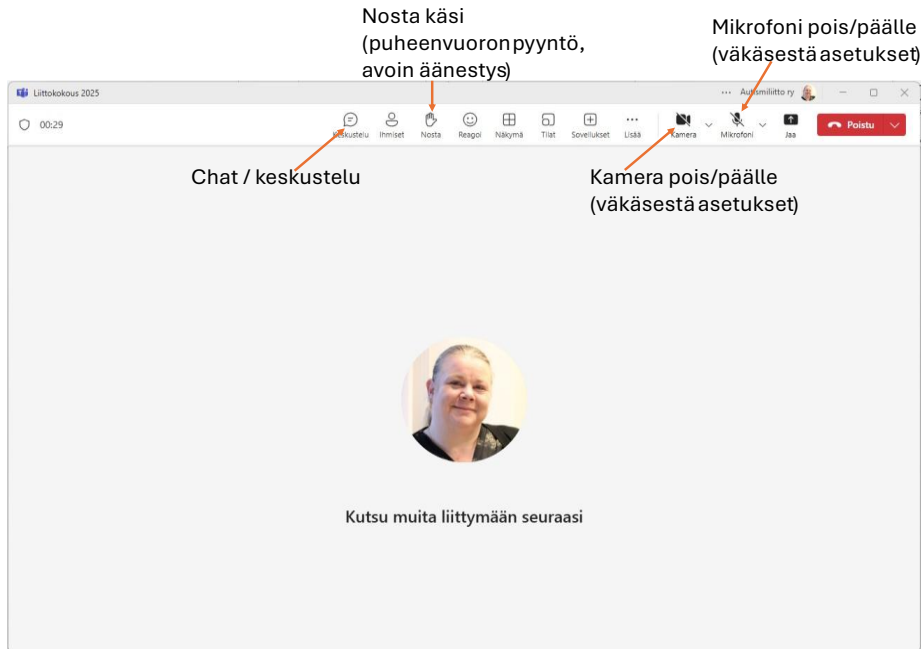 Nosta käsi
(puheenvuoron pyyntö,
avoin äänestys)
Mikrofoni pois/päälle
(väkäsestä asetukset)
Liittokokous 2025
Autismiliitto ry
00:29
Keskustelu
Ihmiset
Nosta
Reagoi
Näkymä
Tilat
Sovellukset
Lisää
Kamera
Mikrofoni
Jaa
Poistu
Chat / keskustelu
Kamera pois/päälle
(väkäsestä asetukset)
Kutsu muita liittymään seuraasi